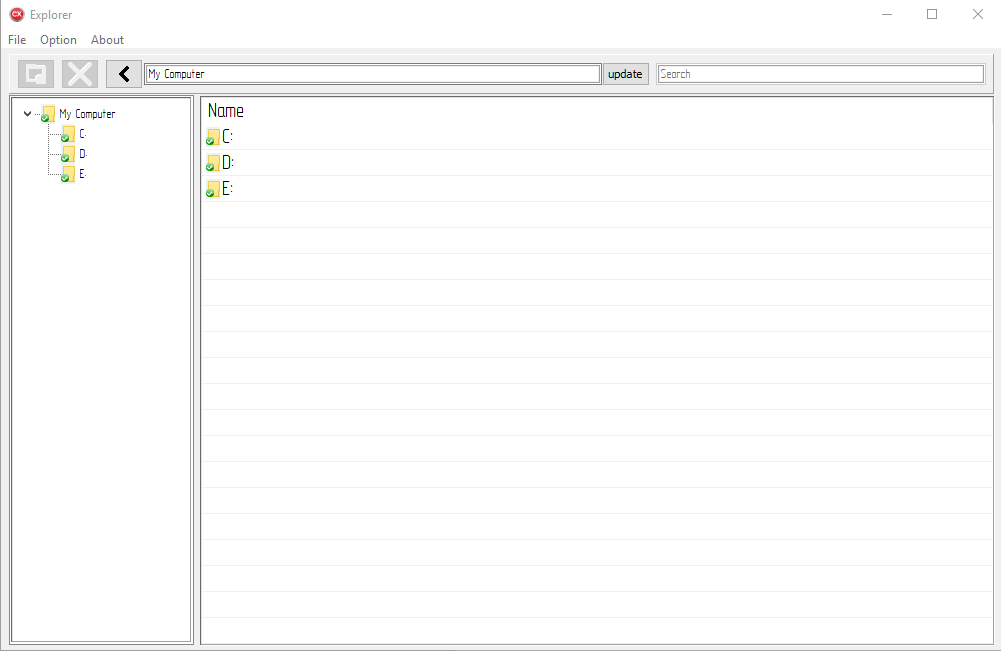 CX Explorer
File Option About
My Computer update Search
My Computer
C:
D:
E:
Name
C:
D:
E: